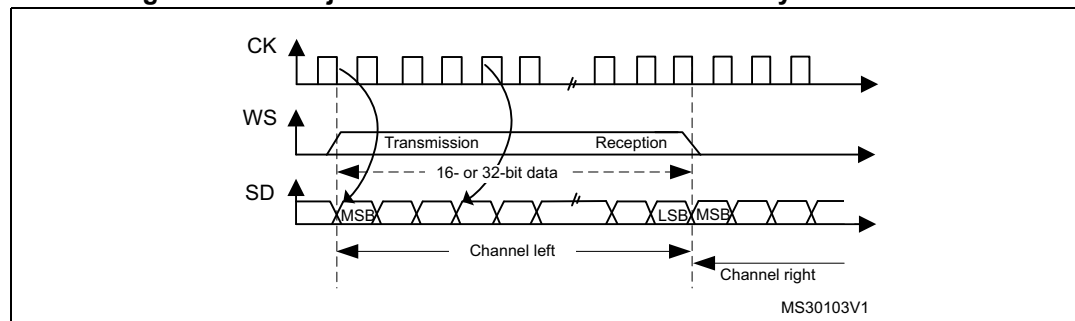 CK
WS
Transmission Reception
16- or 32-bit data
SD
MSB LSB MSB
Channel left
Channel right
MS30103V1